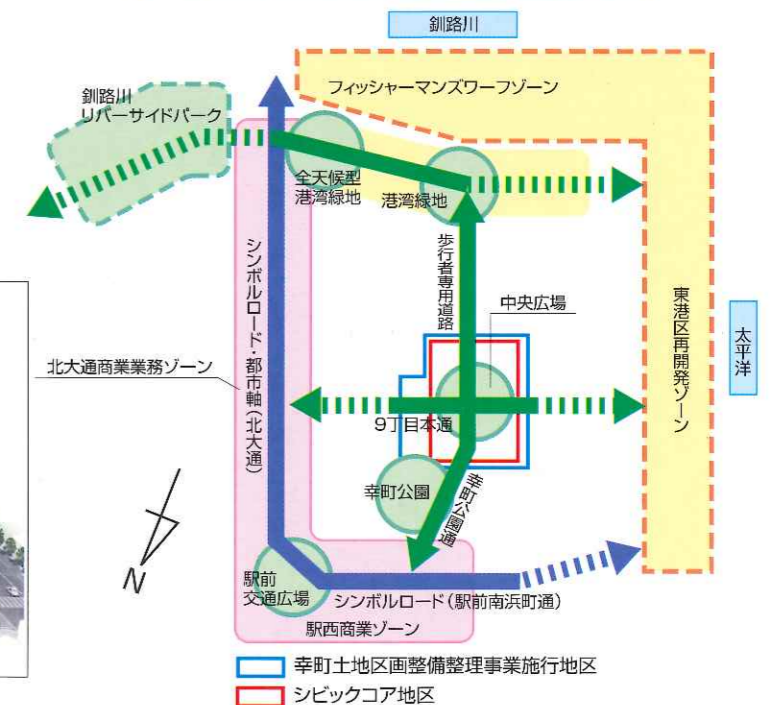 釧路川
フィッシャーマンズワーフゾーン
釧路川
リバーサイドパーク
全天候型
港湾緑地
港湾緑地
シンボルロード・都市軸(北大通)
歩行者専用道路
中央広場
東港区再開発ゾーン
太平洋
北大通商業業務ゾーン
9丁目本通
幸町公園
幸町公園通
N
駅前
交通広場
シンボルロード(駅前南浜町通)
駅西商業ゾーン
幸町土地区画整備整理事業施行地区
シビックコア地区